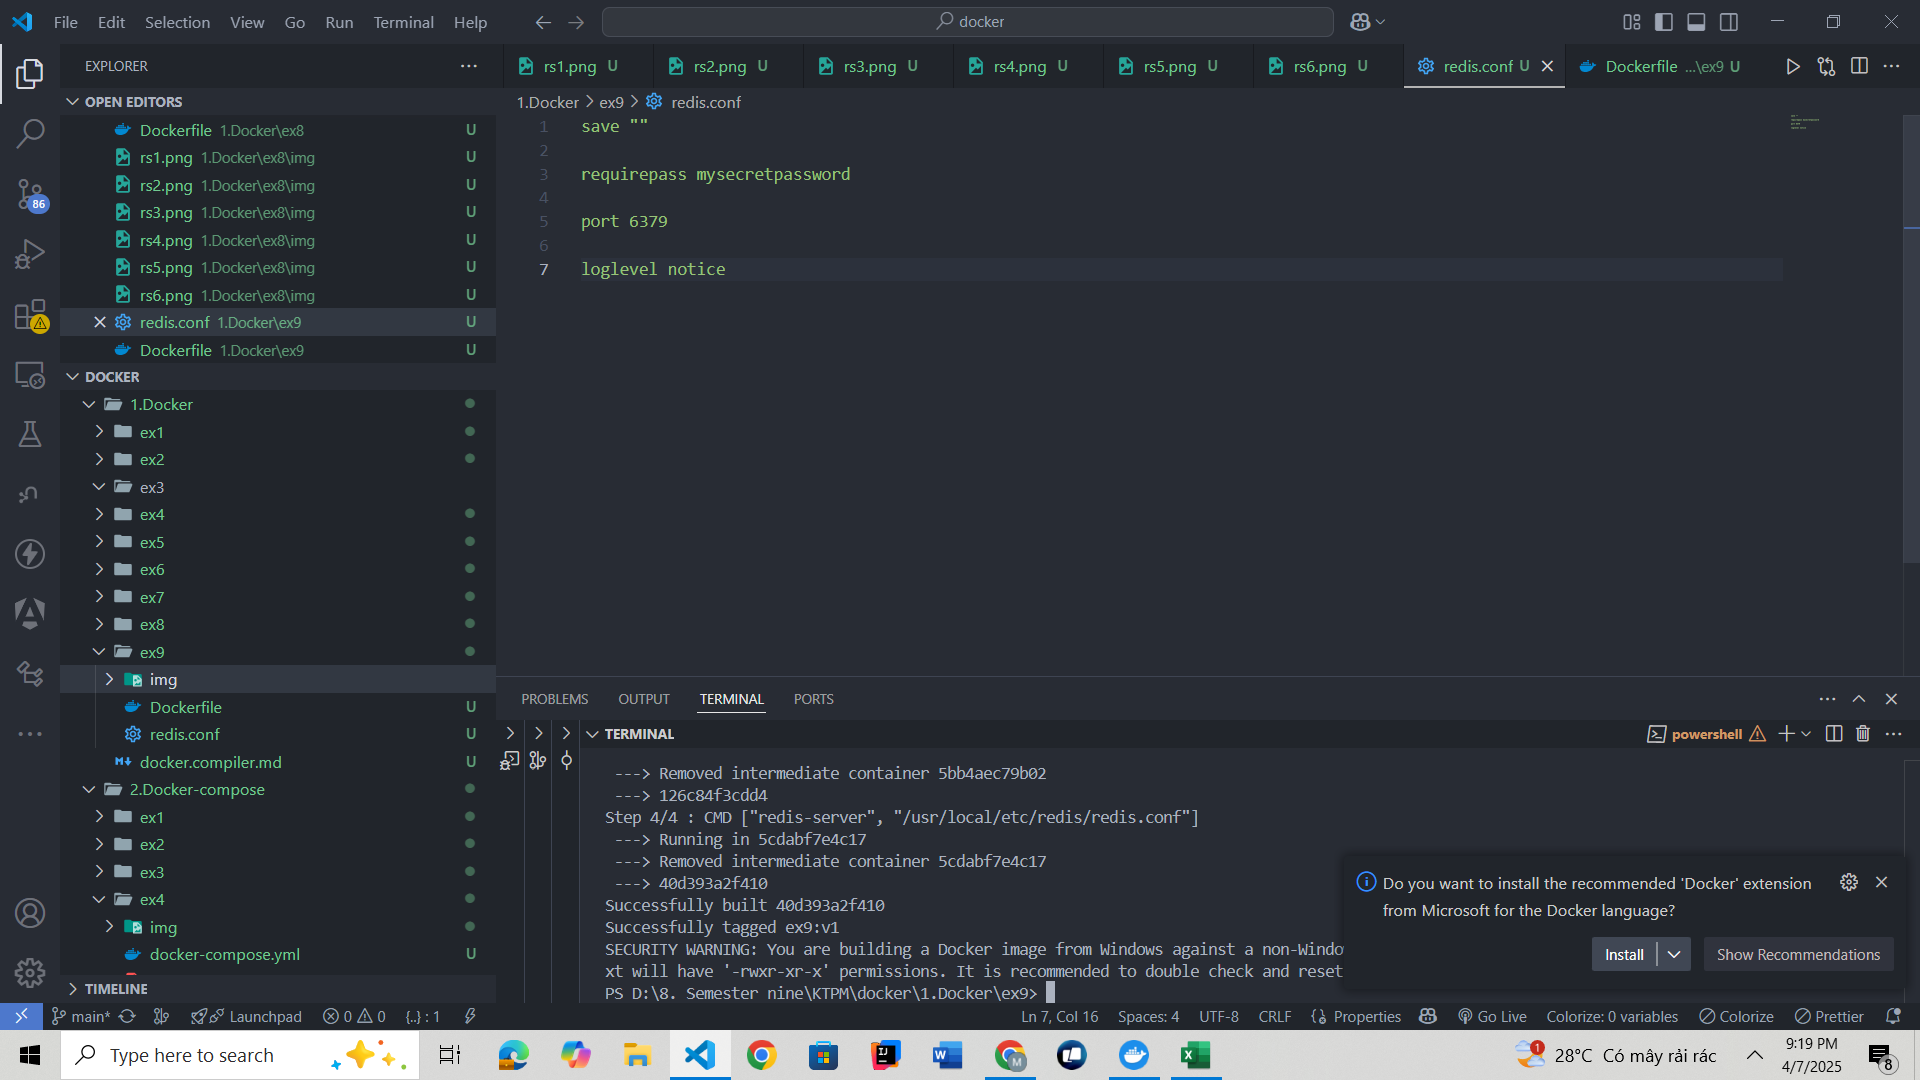 File Edit Selection View Go Run Terminal Help
docker
EXPLORER
OPEN EDITORS
Dockerfile 1.Docker\ex8 U
rs1.png 1.Docker\ex8\img U
rs2.png 1.Docker\ex8\img U
rs3.png 1.Docker\ex8\img U
rs4.png 1.Docker\ex8\img U
rs5.png 1.Docker\ex8\img U
rs6.png 1.Docker\ex8\img U
redis.conf 1.Docker\ex9 U
Dockerfile 1.Docker\ex9 U
DOCKER
1.Docker
ex1
ex2
ex3
ex4
ex5
ex6
ex7
ex8
ex9
img
Dockerfile U
redis.conf U
docker.compiler.md U
2.Docker-compose
ex1
ex2
ex3
ex4
img
docker-compose.yml U
TIMELINE
86
rs1.png U rs2.png U rs3.png U rs4.png U rs5.png U rs6.png U redis.conf U Dockerfile ...\ex9 U
1.Docker > ex9 > redis.conf
1 save ""
2
3 requirepass mysecretpassword
4
5 port 6379
6
7 loglevel notice
PROBLEMS OUTPUT TERMINAL PORTS
TERMINAL
powershell
---> Removed intermediate container 5bb4aec79b02
---> 126c84f3cdd4
Step 4/4 : CMD ["redis-server", "/usr/local/etc/redis/redis.conf"]
---> Running in 5cdabf7e4c17
---> Removed intermediate container 5cdabf7e4c17
---> 40d393a2f410
Successfully built 40d393a2f410
Successfully tagged ex9:v1
SECURITY WARNING: You are building a Docker image from Windows against a non-Windo
xt will have '-rwxr-xr-x' permissions. It is recommended to double check and reset
PS D:\8. Semester nine\KTPM\docker\1.Docker\ex9>
Do you want to install the recommended 'Docker' extension
from Microsoft for the Docker language?
Install Show Recommendations
main* Launchpad 0 0 {..} : 1 Ln 7, Col 16 Spaces: 4 UTF-8 CRLF Properties Go Live Colorize: 0 variables Colorize Prettier
Type here to search
1 28°C Có mây rải rác
9:19 PM
4/7/2025
8